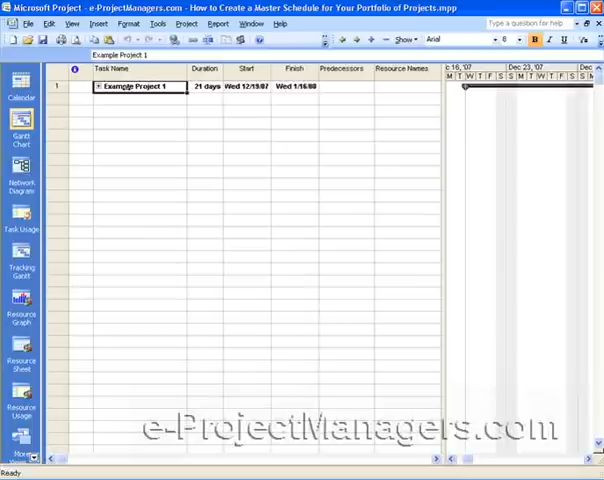 Microsoft Project - e-ProjectManagers.com - How to Create a Master Schedule for Your Portfolio of Projects.mpp
File Edit View Insert Format Tools Project Report Window Help
Type a question for help
Show Arial 8 B I U
Example Project 1
Task Name Duration Start Finish Predecessors Resource Names
c 16, '07 Dec 23, '07 Dec
M T W T F S S M T W T F S S M T W
1 Example Project 1 21 days Wed 12/19/07 Wed 1/16/08
Calendar
Gantt
Chart
Network
Diagram
Task Usage
Tracking
Gantt
Resource
Graph
Resource
Sheet
Resource
Usage
More
e-ProjectManagers.com
Ready